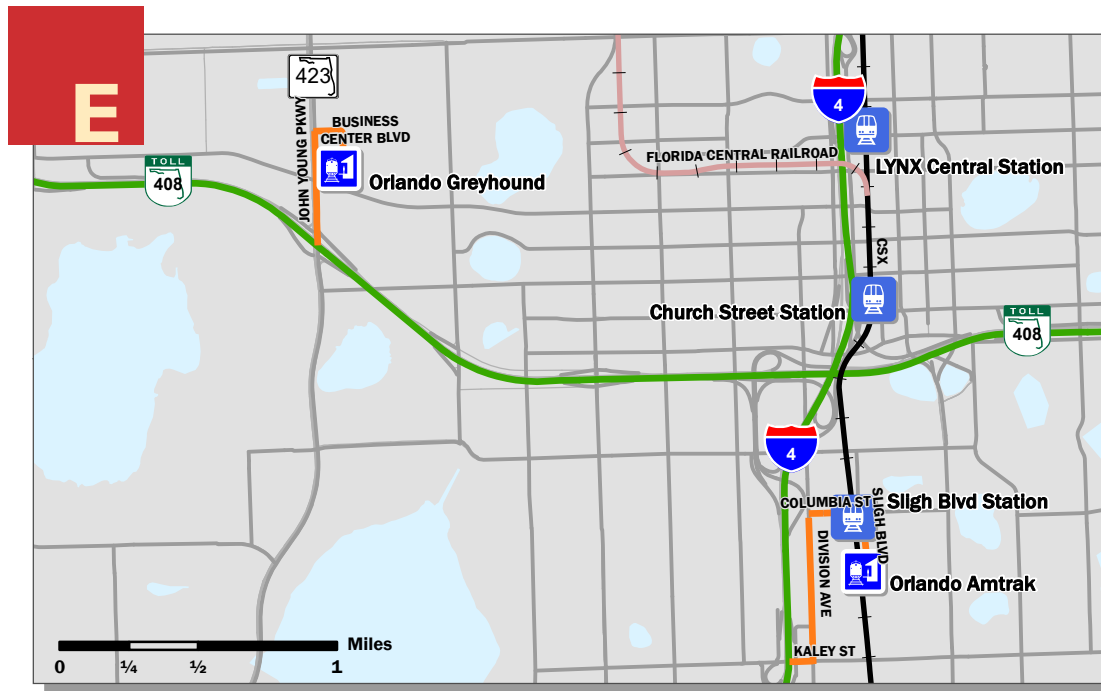 E
423
JOHN YOUNG PKWY
BUSINESS
CENTER BLVD
4
FLORIDA CENTRAL RAILROAD
LYNX Central Station
TOLL
408
Orlando Greyhound
CSX
Church Street Station
TOLL
408
4
COLUMBIA ST
SLIGH BLVD
Sligh Blvd Station
DIVISION AVE
Orlando Amtrak
KALEY ST
Miles
0 ¼ ½ 1